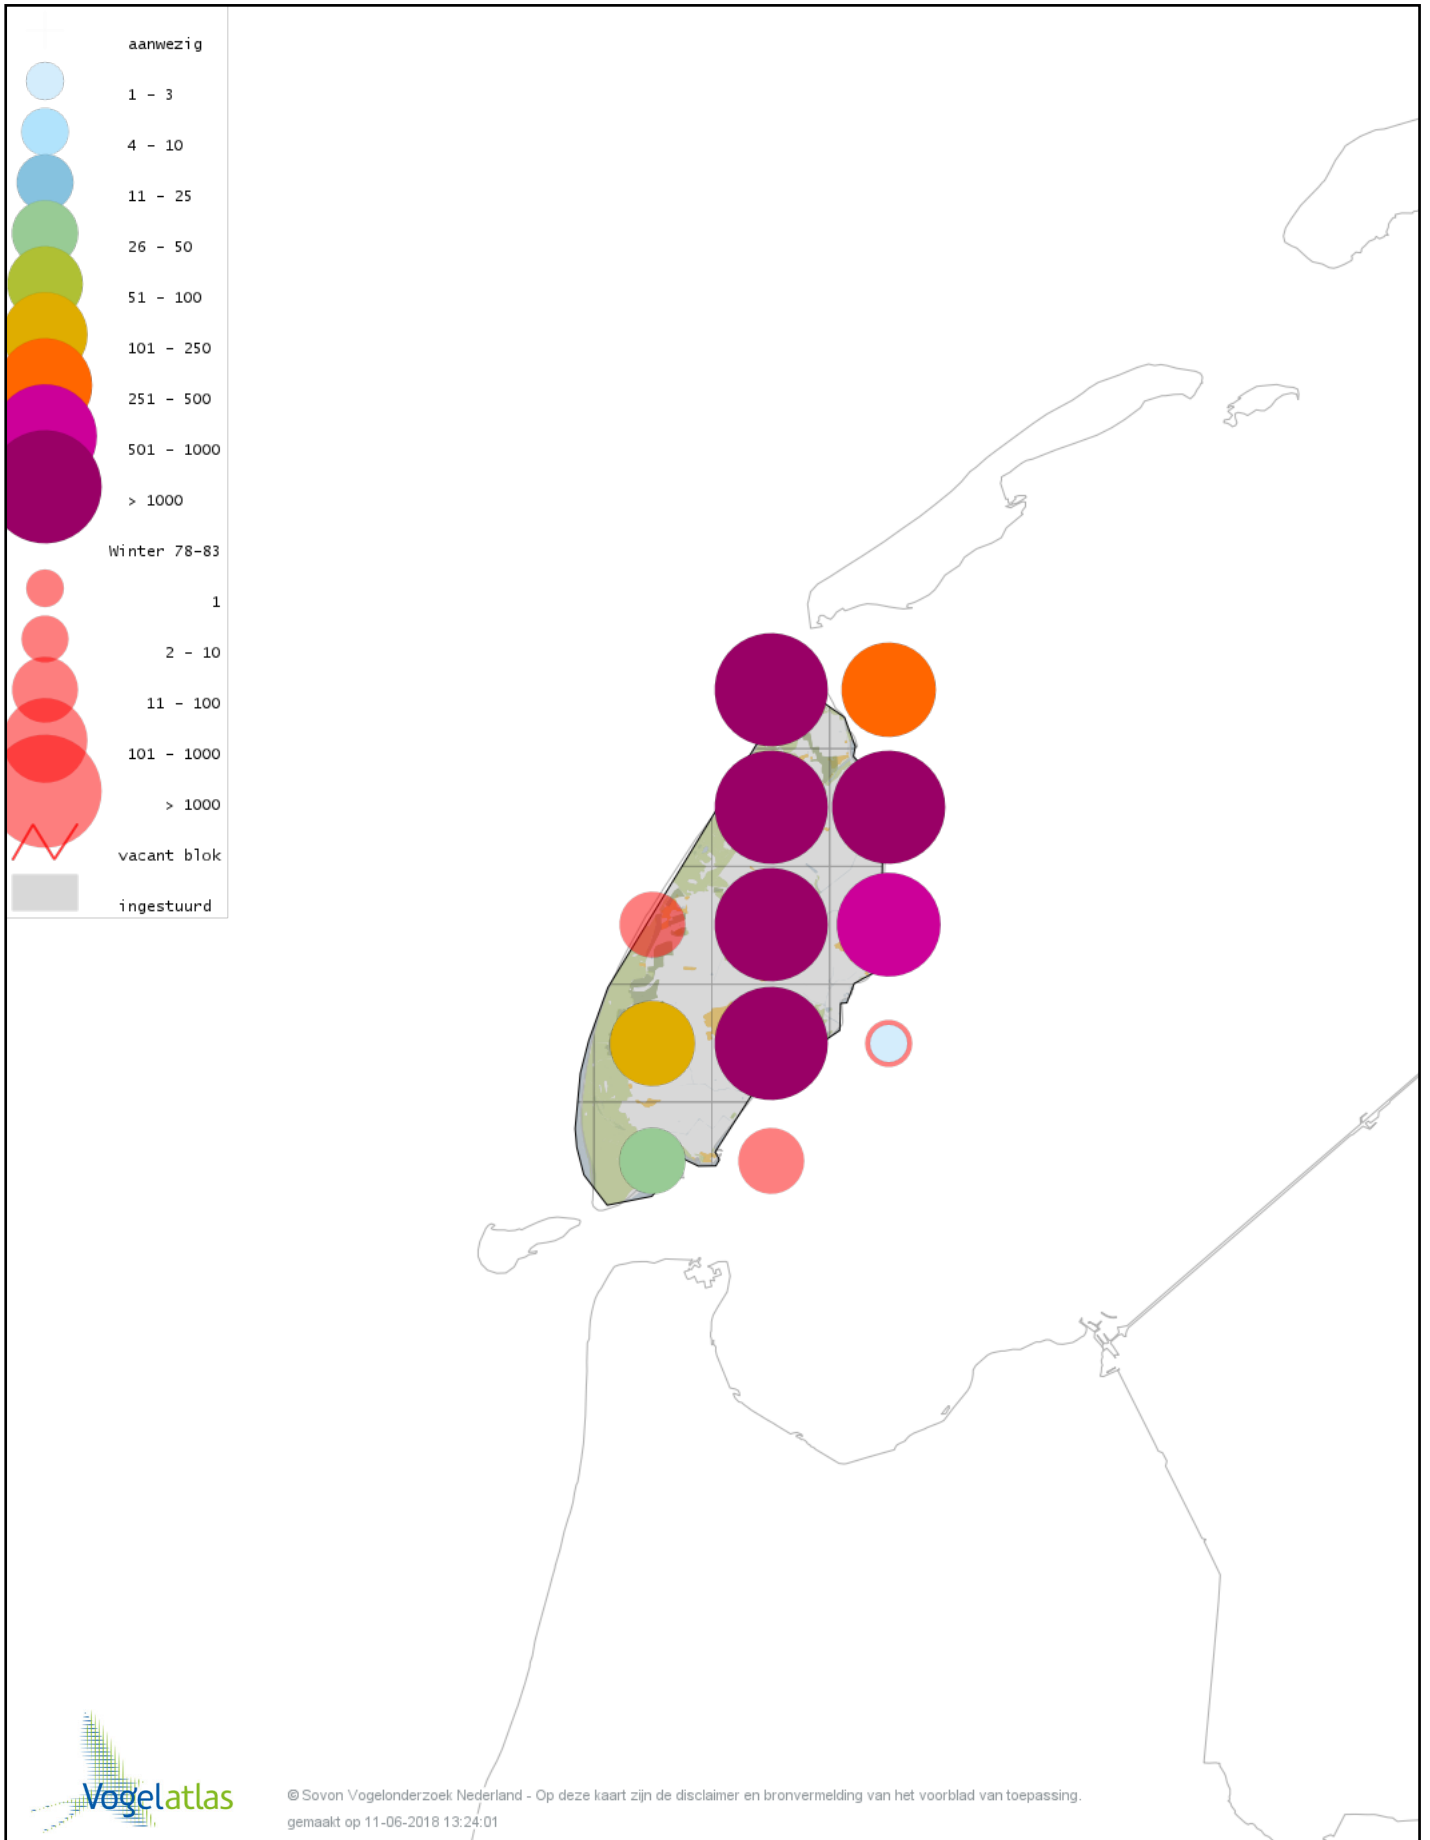 aanwezig
1 - 3
4 - 10
11 - 25
26 - 50
51 - 100
101 - 250
251 - 500
501 - 1000
> 1000
Winter 78-83
1
2 - 10
11 - 100
101 - 1000
> 1000
vacant blok
ingestuurd
Vogelatlas
© Sovon Vogelonderzoek Nederland - Op deze kaart zijn de disclaimer en bronvermelding van het voorblad van toepassing.
gemaakt op 11-06-2018 13:24:01